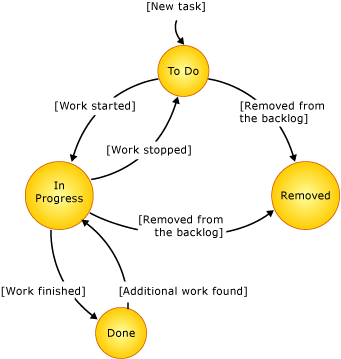 [New task]
To Do
[Work started]
[Removed from
the backlog]
[Work stopped]
In
Progress
Removed
[Removed from
the backlog]
[Work finished]
[Additional work found]
Done